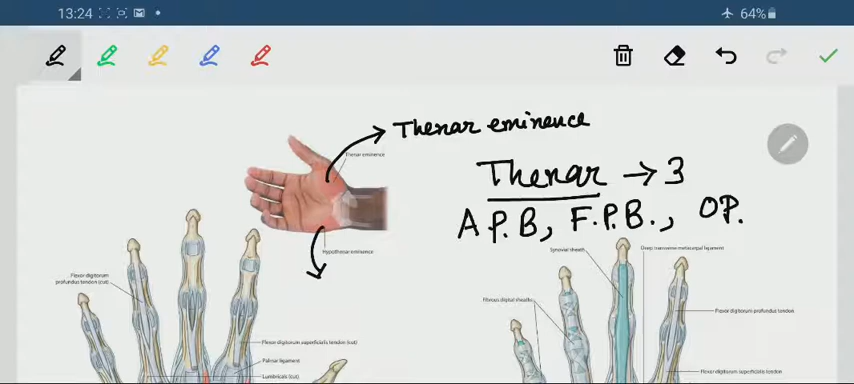 13:24
64%
Thenar eminence
Thenar eminence
Thenar → 3
A P.B, F.P.B., OP.
Hypothenar eminence
Synovial sheath
Deep transverse metacarpal ligament
Flexor digitorum
profundus tendon (cut)
Fibrous digital sheaths
Flexor digitorum profundus tendon
Flexor digitorum superficialis tendon (cut)
Palmar ligament
Flexor digitorum superficialis tendon
Lumbricals (cut)